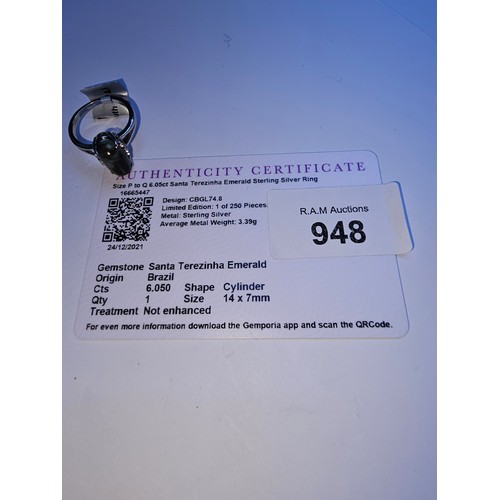 AUTHENTICITY CERTIFICATE
Size P to Q 6.05ct Santa Terezinha Emerald Sterling Silver Ring
16665447
Design: CBGL74.8
Limited Edition: 1 of 250 Pieces.
Metal: Sterling Silver
Average Metal Weight: 3.39g
24/12/2021
R.A.M Auctions
948
Gemstone Santa Terezinha Emerald
Origin Brazil
Cts 6.050 Shape Cylinder
Qty 1 Size 14 x 7mm
Treatment Not enhanced
For even more information download the Gemporia app and scan the QRCode.